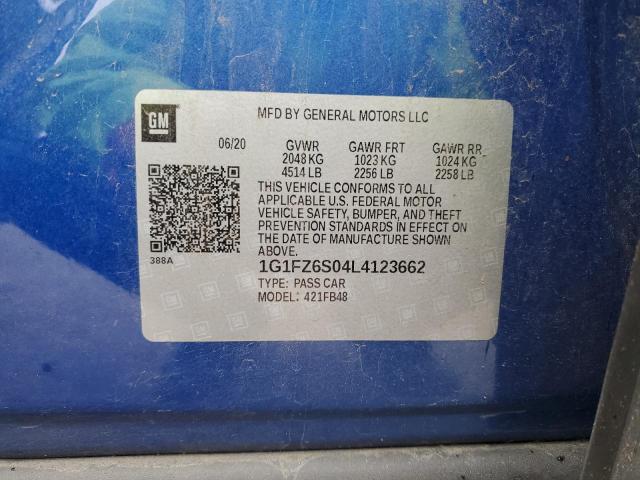 GM
MFD BY GENERAL MOTORS LLC
06/20 GVWR GAWR FRT GAWR RR
2048 KG 1023 KG 1024 KG
4514 LB 2256 LB 2258 LB
THIS VEHICLE CONFORMS TO ALL
APPLICABLE U.S. FEDERAL MOTOR
VEHICLE SAFETY, BUMPER, AND THEFT
PREVENTION STANDARDS IN EFFECT ON
THE DATE OF MANUFACTURE SHOWN
ABOVE.
388A
1G1FZ6S04L4123662
TYPE: PASS CAR
MODEL: 421FB48